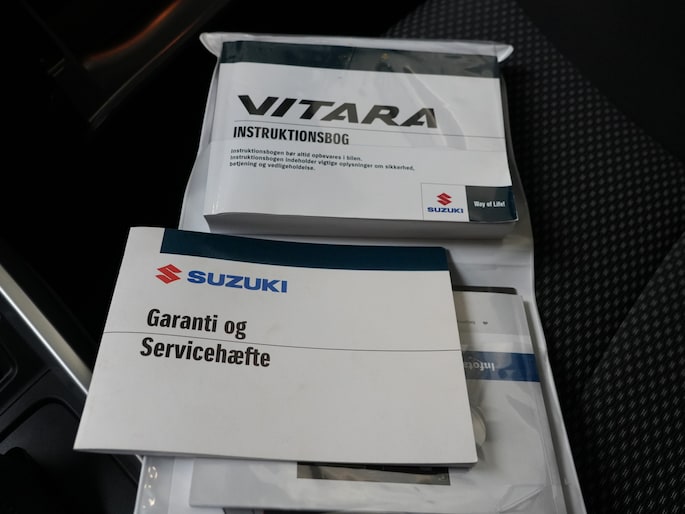 VITARA
INSTRUKTIONSBOG
Instruktionsbogen bør altid opbevares i bilen.
Instruktionsbogen indeholder vigtige oplysninger om sikkerhed,
betjening og vedligeholdelse.
SUZUKI
Way of Life!
SUZUKI
Garanti og
Servicehæfte